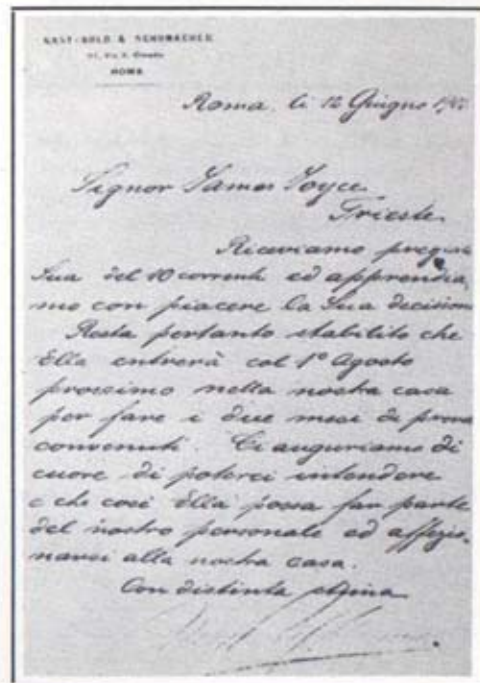 NAST-KOLB & SCHUMACHER
ROMA
Roma, li 12 Giugno
Signor James Joyce
Trieste
Riceviamo pregiata
Sua del 10 corrente ed apprendia-
mo con piacere la Sua decisione
Resta pertanto stabilito che
Ella entrerà col 1º Agosto
prossimo nella nostra casa
per fare i due mesi di prova
convenuti. Ci auguriamo di
cuore di poterci intendere
e che così Ella possa far parte
del nostro personale ed affezio-
narsi alla nostra casa.
Con distinta stima